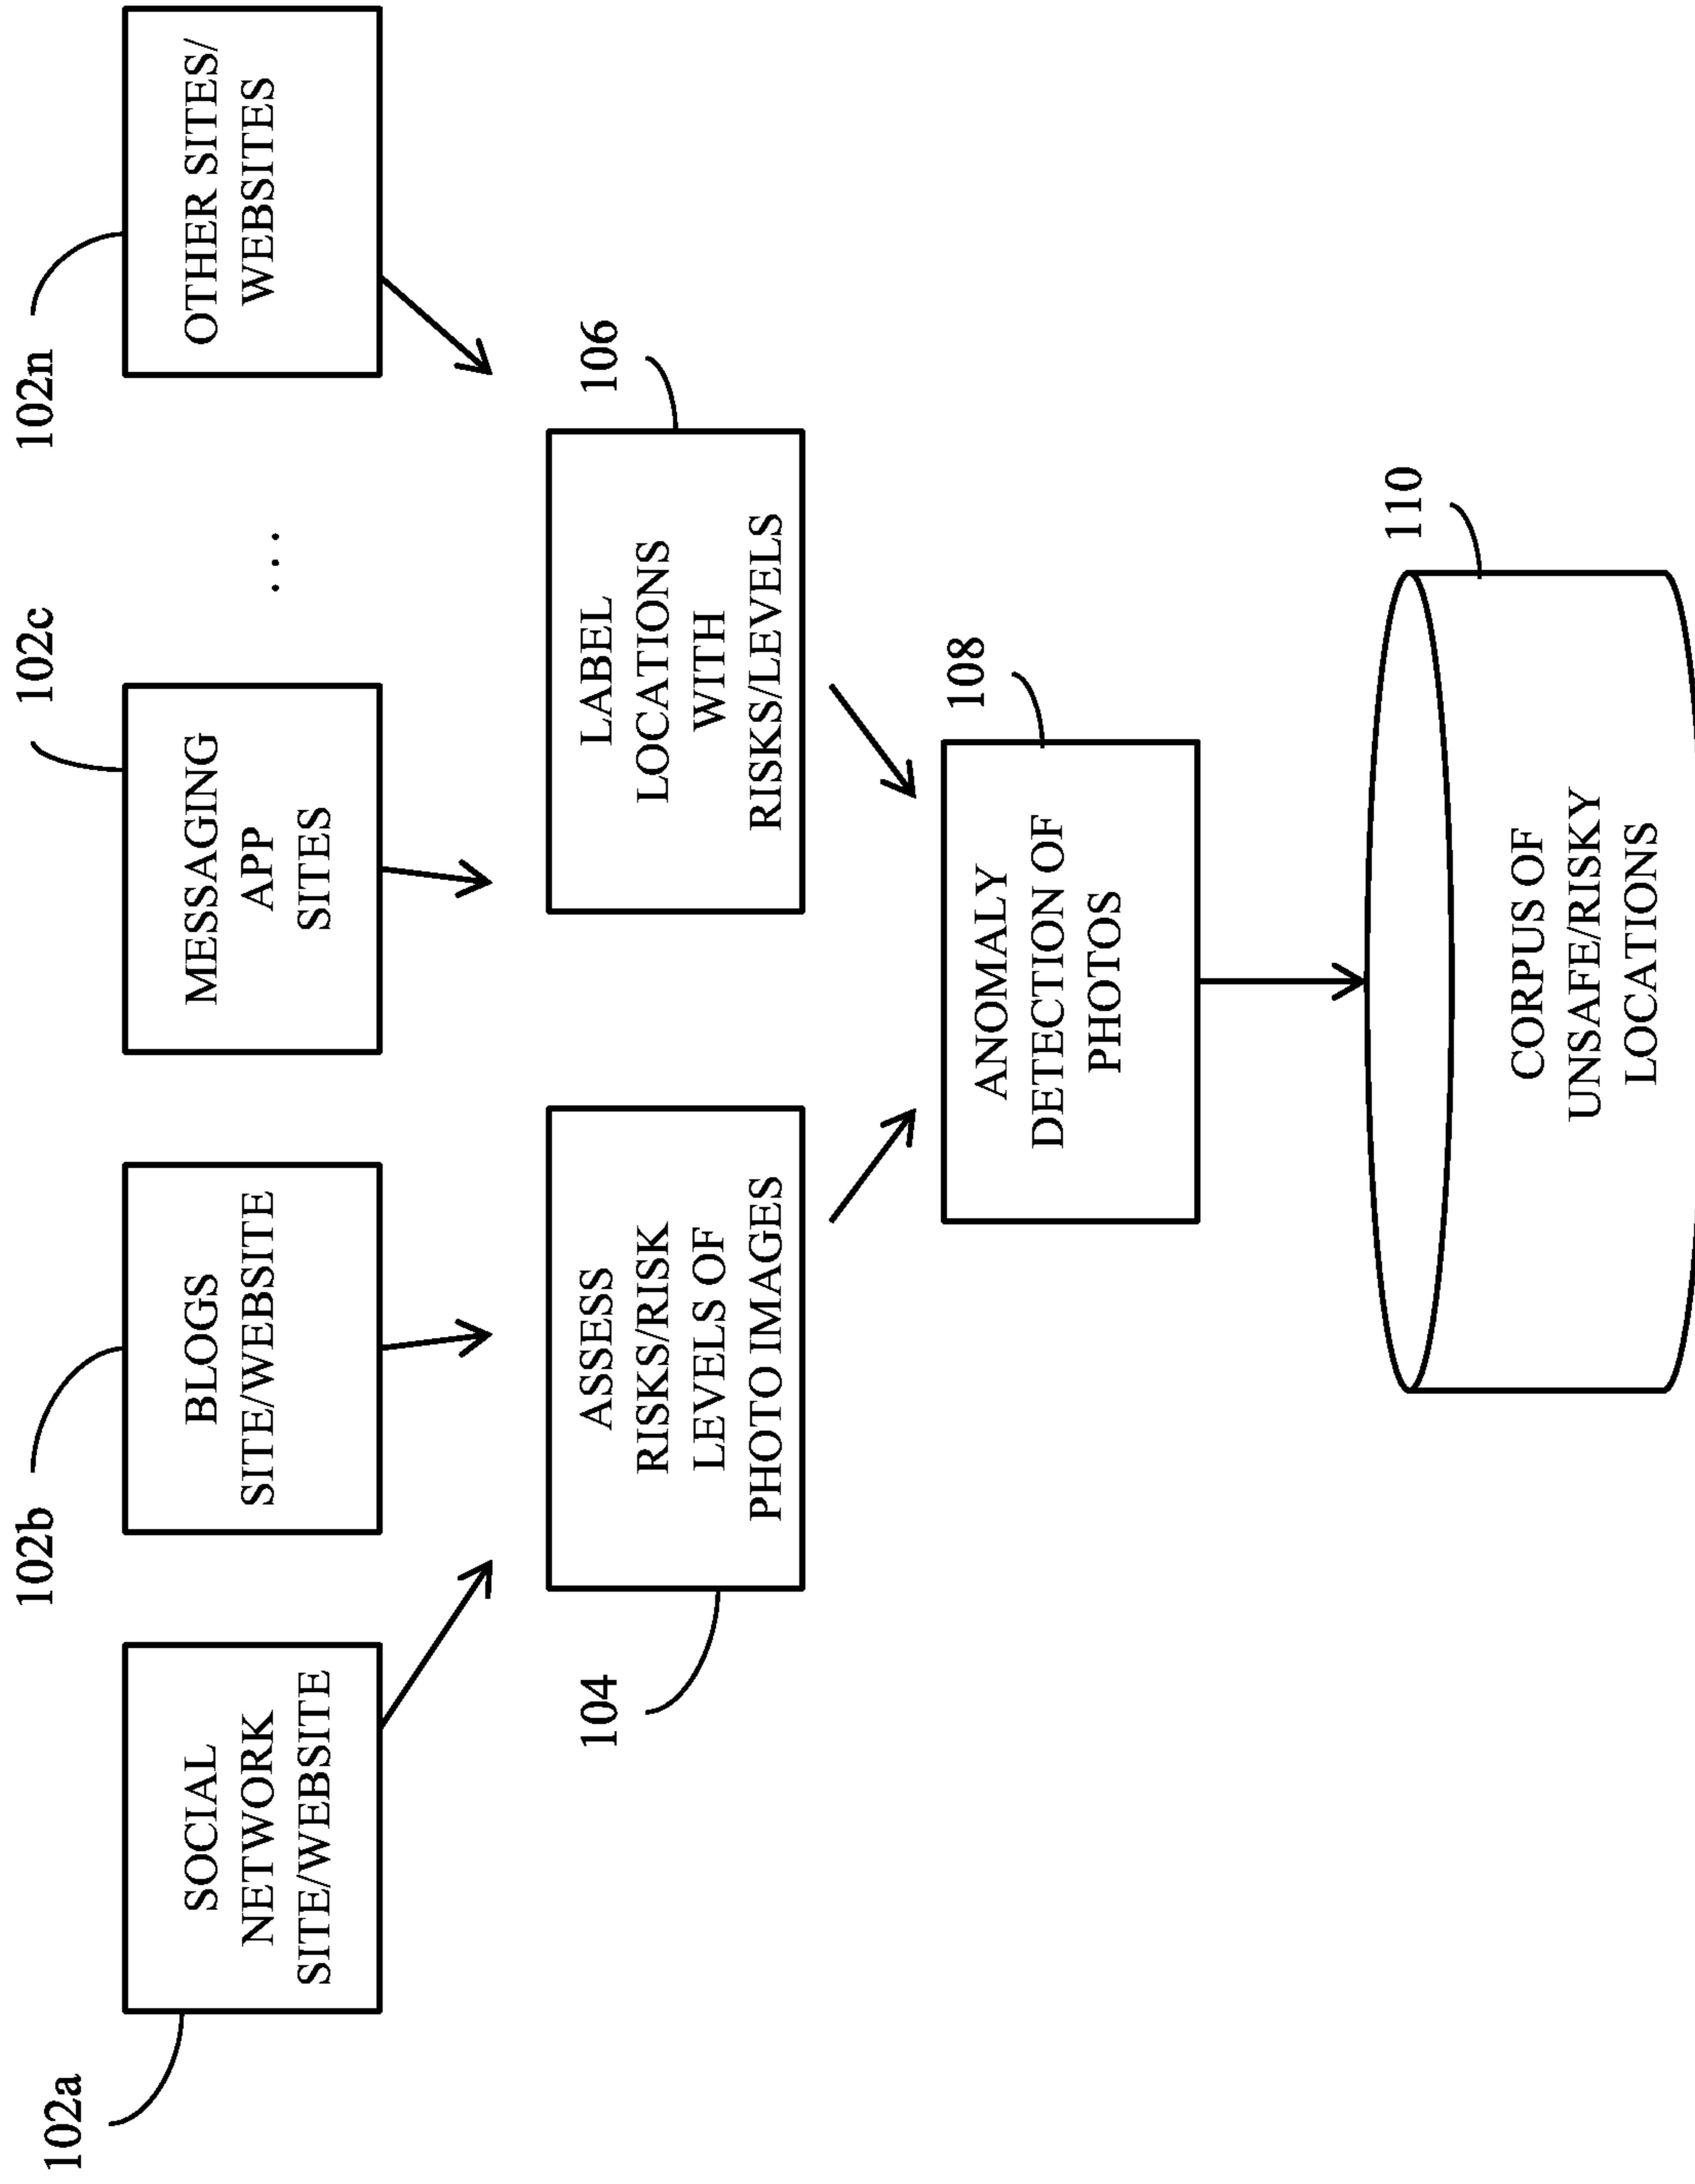 102a
SOCIAL
NETWORK
SITE/WEBSITE
102b
BLOGS
SITE/WEBSITE
102c
MESSAGING
APP
SITES
...
102n
OTHER SITES/
WEBSITES
104
ASSESS
RISKS/RISK
LEVELS OF
PHOTO IMAGES
106
LABEL
LOCATIONS
WITH
RISKS/LEVELS
108
ANOMALY
DETECTION OF
PHOTOS
110
CORPUS OF
UNSAFE/RISKY
LOCATIONS